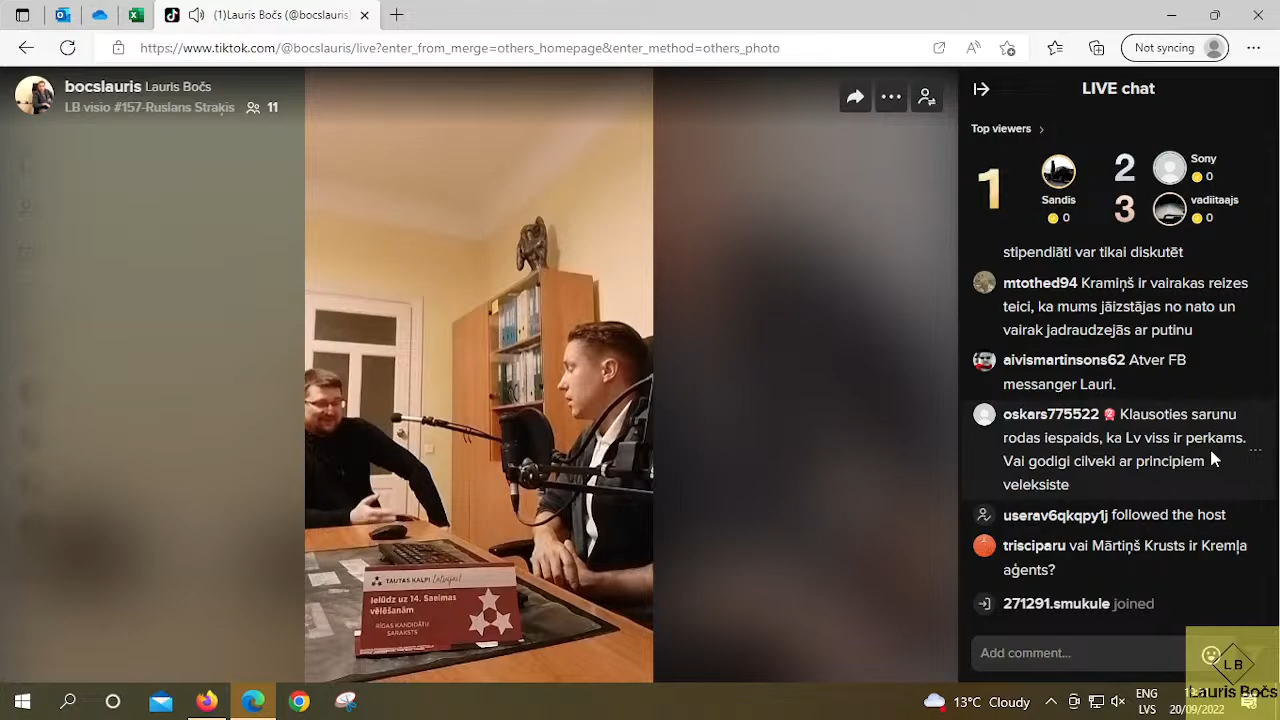 (1)Lauris Bočs (@bocslauris
https://www.tiktok.com/@bocslauris/live?enter_from_merge=others_homepage&enter_method=others_photo
Not syncing
bocslauris Lauris Bočs
LB visio #157-Ruslans Straķis 11
LIVE chat
Top viewers
1
Sandis
0
2
Sony
0
3
vadiitaajs
0
stipendiāti var tikai diskutēt
mtothed94 Kramiņš ir vairakas reizes
teici, ka mums jāizstājas no nato un
vairak jadraudzejās ar putinu
aivismartinsons62 Atver FB
messanger Lauri.
oskars775522 Klausoties sarunu
rodas iespaids, ka Lv viss ir perkams.
Vai godigi cilveki ar principiem
veleksiste
userav6qkqpy1j followed the host
trisciparu vai Mārtiņš Krusts ir Kremļa
aģents?
271291.smukule joined
Add comment...
TAUTAS KALPI Latvijai!
Ielūdz uz 14. Saeimas
vēlēšanām
RĪGAS KANDIDĀTU
SARAKSTS
LB
Lauris Bočs
13°C Cloudy
ENG
LVS
20/09/2022